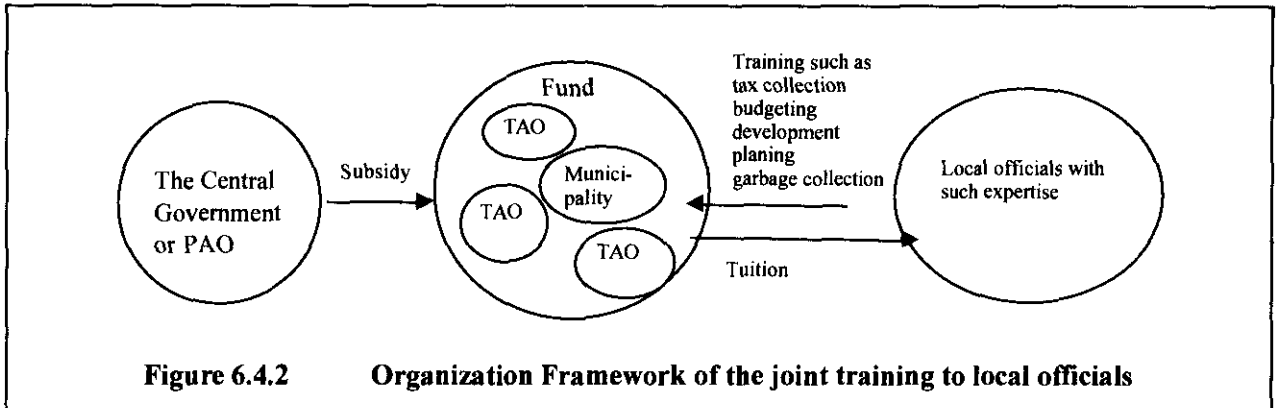 The Central
Government
or PAO
Subsidy
Fund
TAO
Munici-
pality
TAO
TAO
Training such as
tax collection
budgeting
development
planing
garbage collection
Tuition
Local officials with
such expertise
Figure 6.4.2 Organization Framework of the joint training to local officials